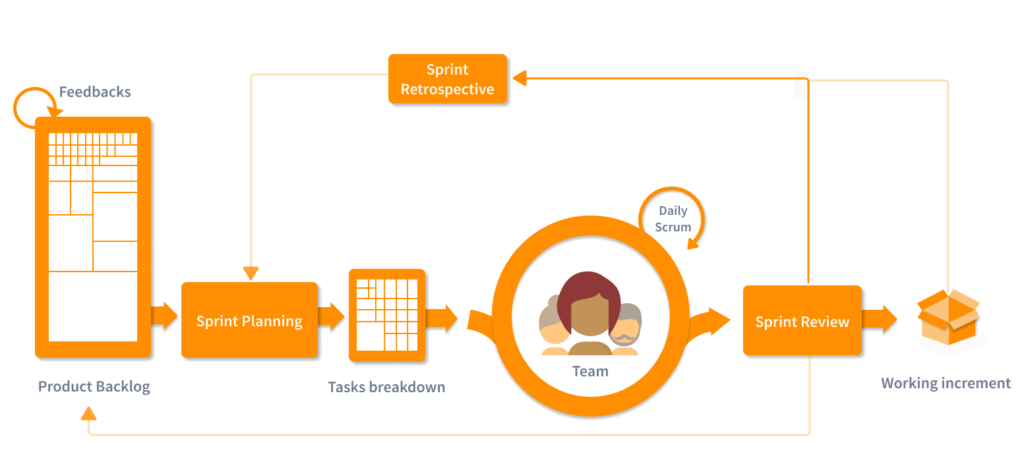 Sprint
Retrospective
Feedbacks
Daily
Scrum
Sprint Planning
Sprint Review
Team
Product Backlog
Tasks breakdown
Working increment